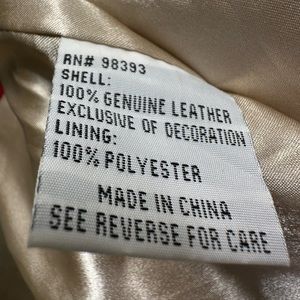 RN# 98393
SHELL:
100% GENUINE LEATHER
EXCLUSIVE OF DECORATION
LINING:
100% POLYESTER
MADE IN CHINA
SEE REVERSE FOR CARE